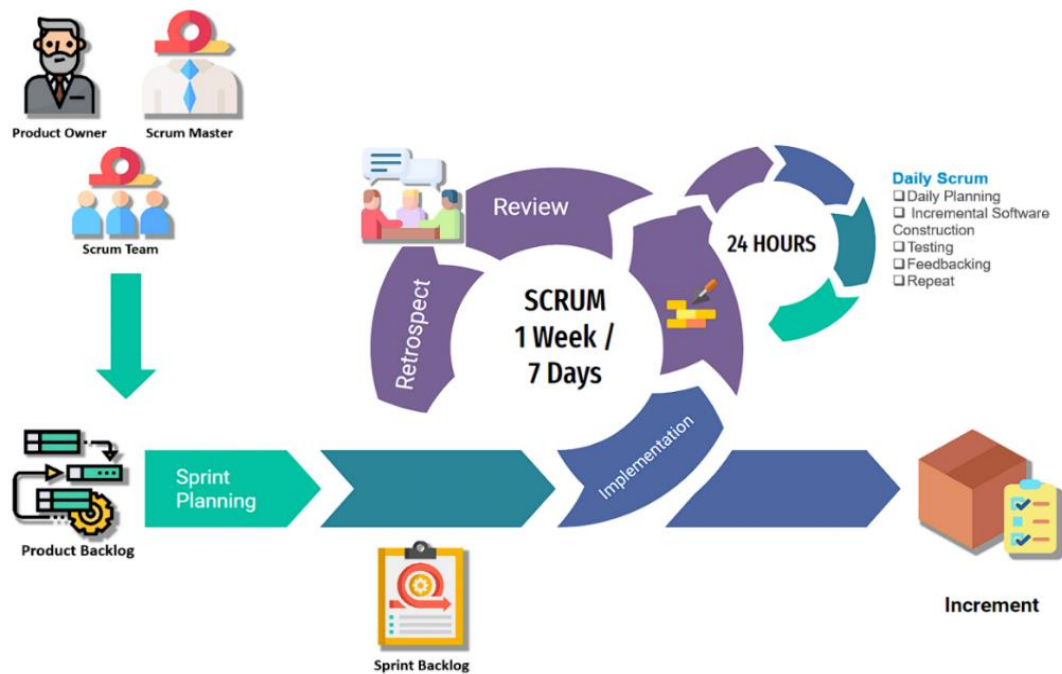 Product Owner
Scrum Master
Scrum Team
Review
Retrospect
SCRUM
1 Week /
7 Days
24 HOURS
Daily Scrum
❑ Daily Planning
❑ Incremental Software
Construction
❑ Testing
❑ Feedbacking
❑ Repeat
Implementation
Sprint
Planning
Product Backlog
Sprint Backlog
Increment